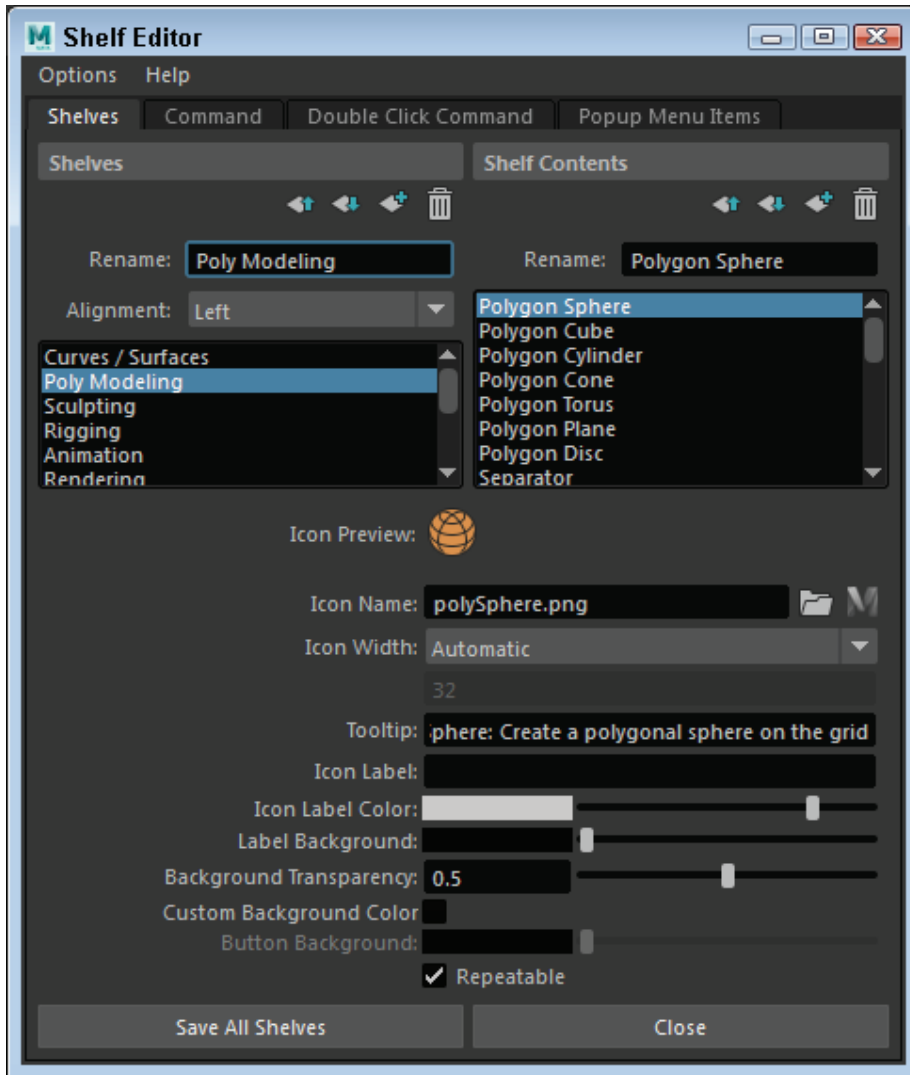 Shelf Editor
Options Help
Shelves Command Double Click Command Popup Menu Items
Shelves
Rename: Poly Modeling
Alignment: Left
Curves / Surfaces
Poly Modeling
Sculpting
Rigging
Animation
Rendering
Shelf Contents
Rename: Polygon Sphere
Polygon Sphere
Polygon Cube
Polygon Cylinder
Polygon Cone
Polygon Torus
Polygon Plane
Polygon Disc
Separator
Icon Preview:
Icon Name: polySphere.png
Icon Width: Automatic
32
Tooltip: phere: Create a polygonal sphere on the grid
Icon Label:
Icon Label Color:
Label Background:
Background Transparency: 0.5
Custom Background Color
Button Background:
Repeatable
Save All Shelves Close